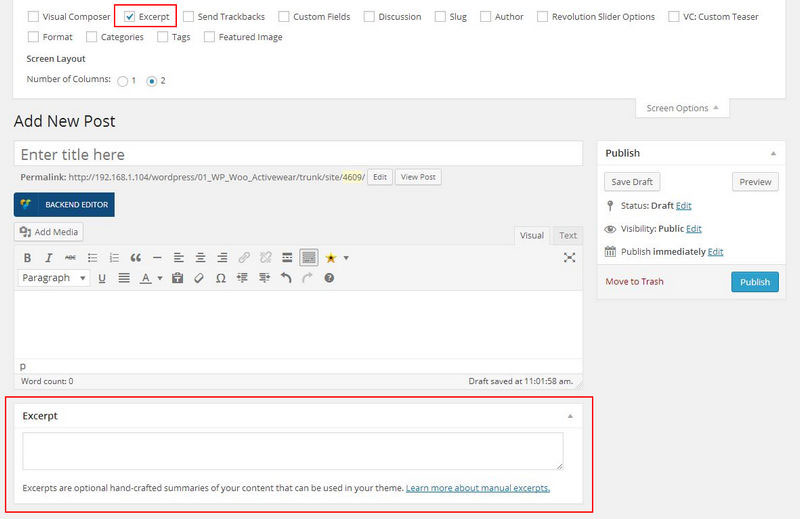 Visual Composer Excerpt Send Trackbacks Custom Fields Discussion Slug Author Revolution Slider Options VC: Custom Teaser
Format Categories Tags Featured Image
Screen Layout
Number of Columns: 1 2
Screen Options
Add New Post
Enter title here
Permalink: http://192.168.1.104/wordpress/01_WP_Woo_Activewear/trunk/site/4609/ Edit View Post
BACKEND EDITOR
Add Media
Visual Text
B I ABC
Paragraph U A Ω ?
p
Word count: 0 Draft saved at 11:01:58 am.
Publish
Save Draft Preview
Status: Draft Edit
Visibility: Public Edit
Publish immediately Edit
Move to Trash Publish
Excerpt
Excerpts are optional hand-crafted summaries of your content that can be used in your theme. Learn more about manual excerpts.